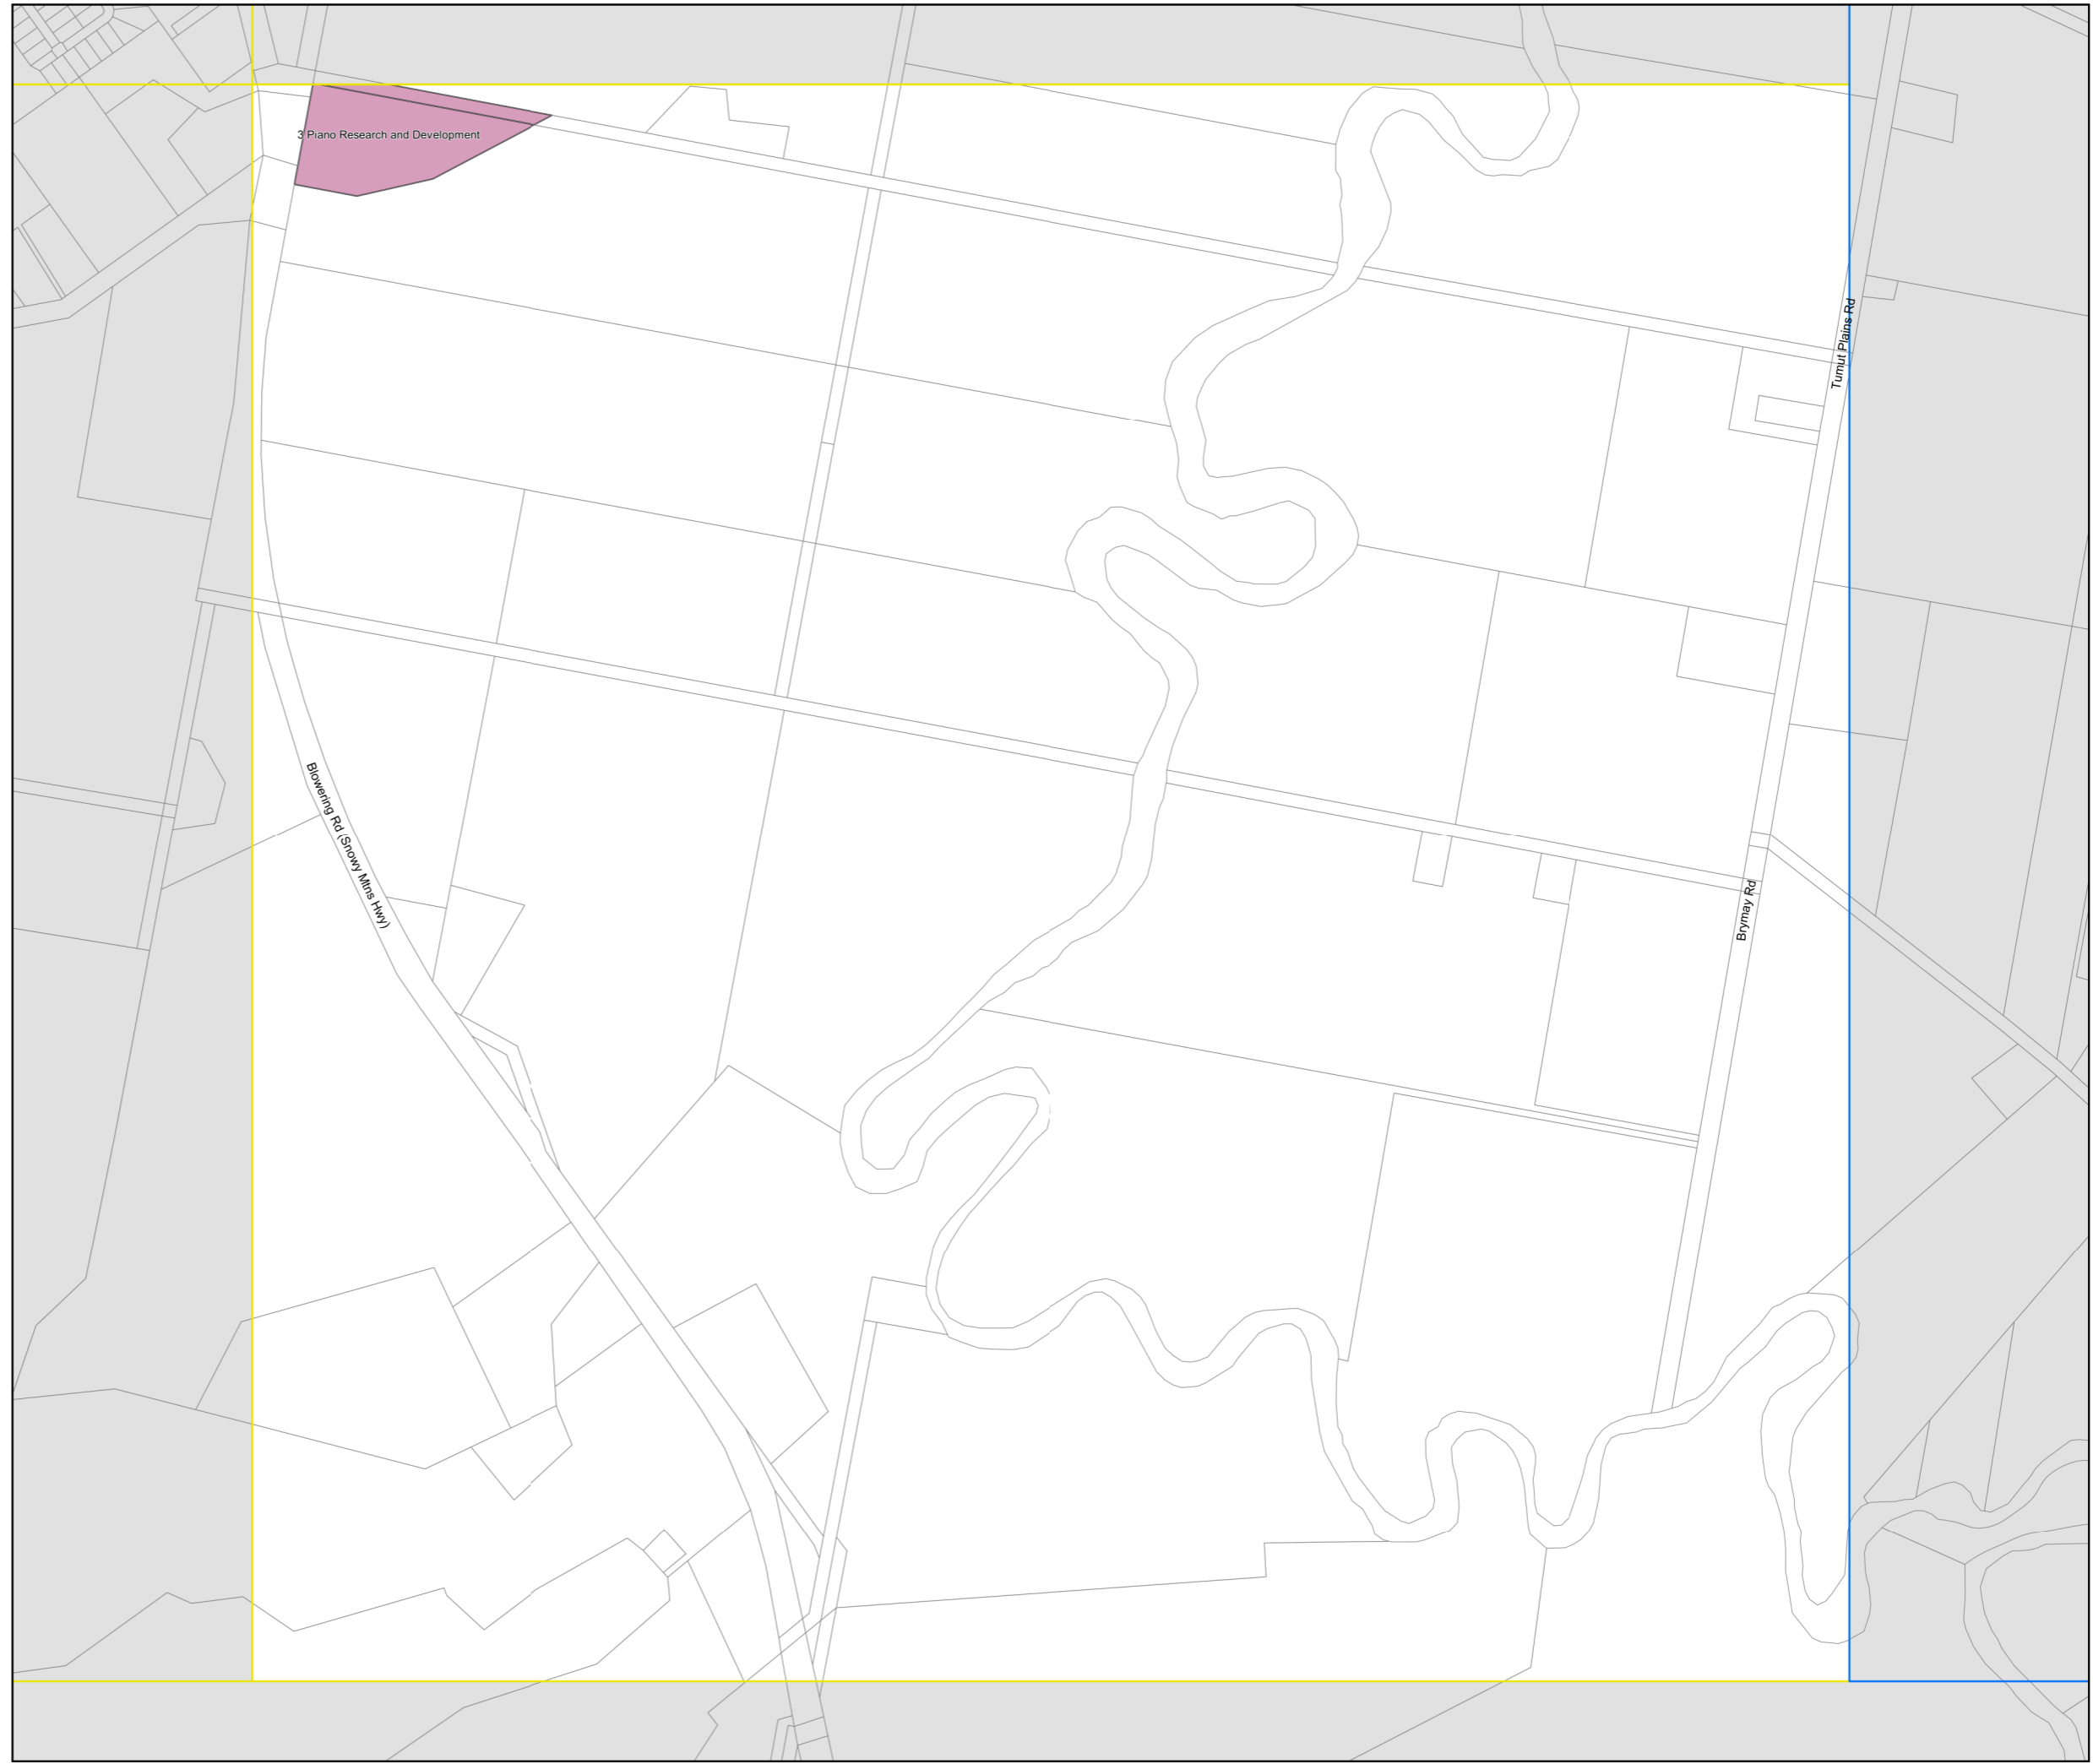 3 Piano Research and Development
Tumut Plains Rd
Blowering Rd (Snowy Mtns Hwy)
Brymay Rd